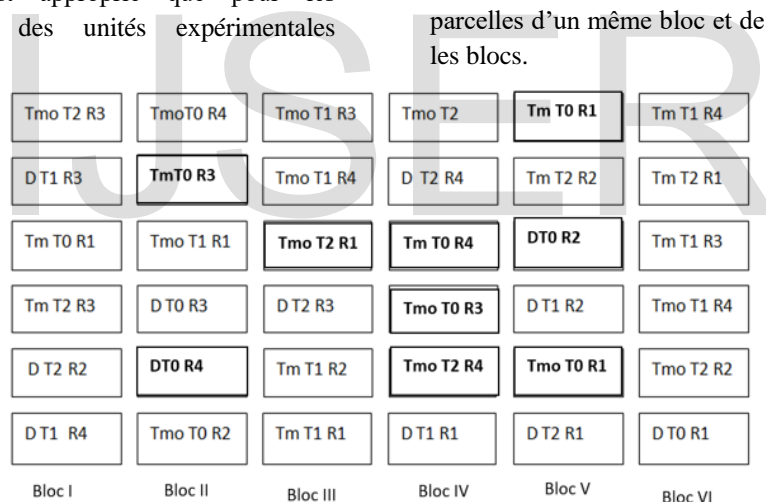 t approprié que pour les
des unités expérimentales
parcelles d'un même bloc et de
les blocs.
IJSER
Tmo T2 R3 TmoT0 R4 Tmo T1 R3 Tmo T2 Tm T0 R1 Tm T1 R4
D T1 R3 TmT0 R3 Tmo T1 R4 D T2 R4 Tm T2 R2 Tm T2 R1
Tm T0 R1 Tmo T1 R1 Tmo T2 R1 Tm T0 R4 DT0 R2 Tm T1 R3
Tm T2 R3 D T0 R3 D T2 R3 Tmo T0 R3 D T1 R2 Tmo T1 R4
D T2 R2 DT0 R4 Tm T1 R2 Tmo T2 R4 Tmo T0 R1 Tmo T2 R2
D T1 R4 Tmo T0 R2 Tm T1 R1 D T1 R1 D T2 R1 D T0 R1
Bloc I Bloc II Bloc III Bloc IV Bloc V Bloc VI